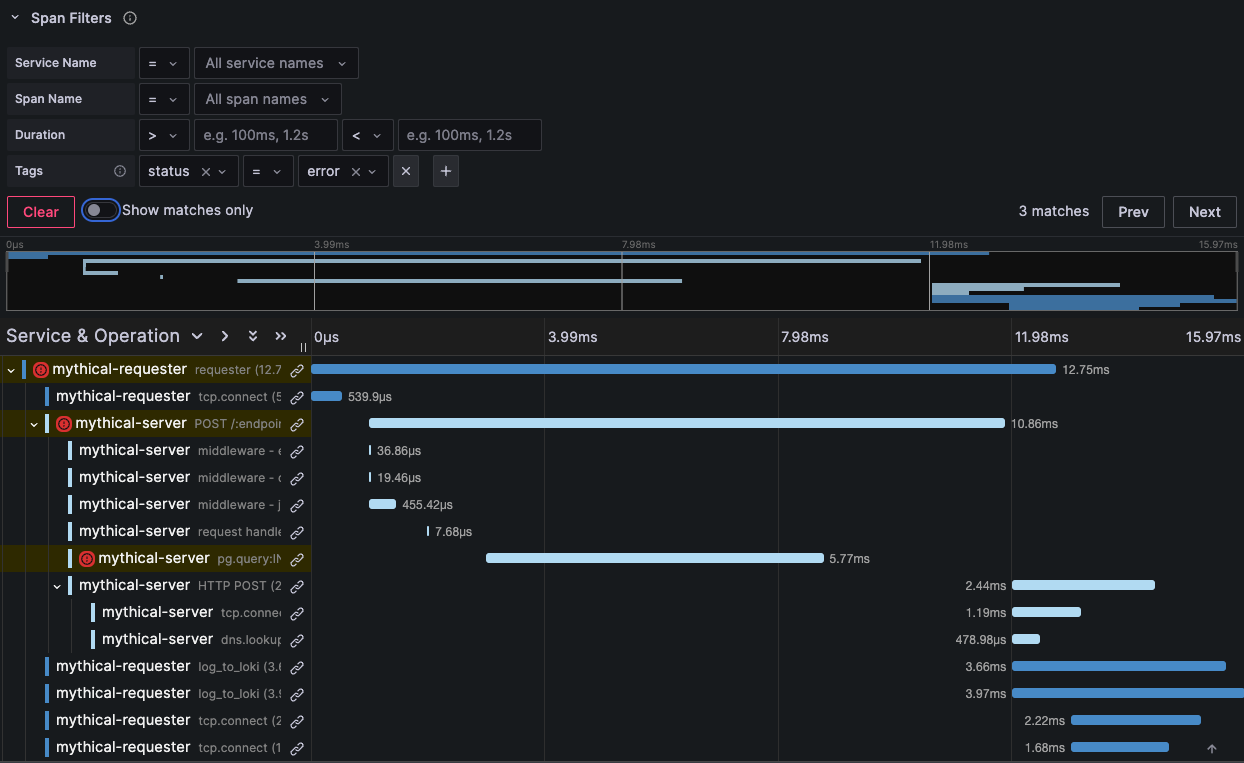 Span Filters
Service Name = All service names
Span Name = All span names
Duration > e.g. 100ms, 1.2s < e.g. 100ms, 1.2s
Tags status = error
Clear Show matches only 3 matches Prev Next
0μs 3.99ms 7.98ms 11.98ms 15.97ms
Service & Operation 0μs 3.99ms 7.98ms 11.98ms 15.97ms
mythical-requester requester (12.7 12.75ms
mythical-requester tcp.connect (5 539.9μs
mythical-server POST /:endpoin 10.86ms
mythical-server middleware - e 36.86μs
mythical-server middleware - 19.46μs
mythical-server middleware - j 455.42μs
mythical-server request handle 7.68μs
mythical-server pg.query:IN 5.77ms
mythical-server HTTP POST (2 2.44ms
mythical-server tcp.connec 1.19ms
mythical-server dns.lookup 478.98μs
mythical-requester log_to_loki (3.6 3.66ms
mythical-requester log_to_loki (3.9 3.97ms
mythical-requester tcp.connect (2 2.22ms
mythical-requester tcp.connect (1 1.68ms